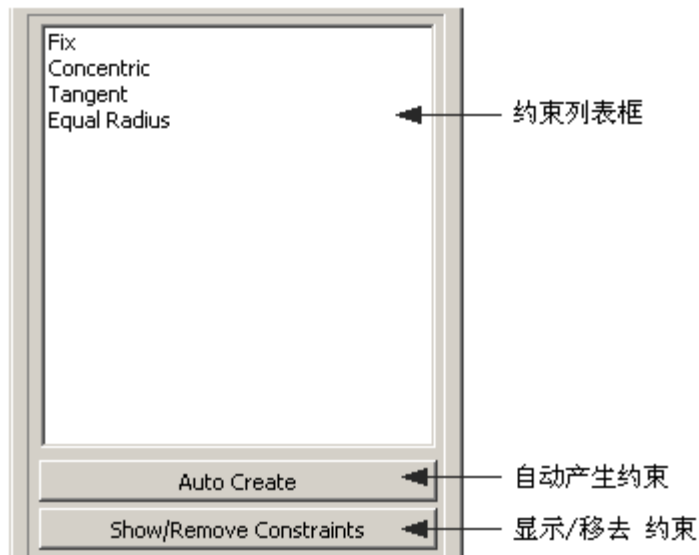 Fix
Concentric
Tangent
Equal Radius
约束列表框
Auto Create
自动产生约束
Show/Remove Constraints
显示/移去 约束